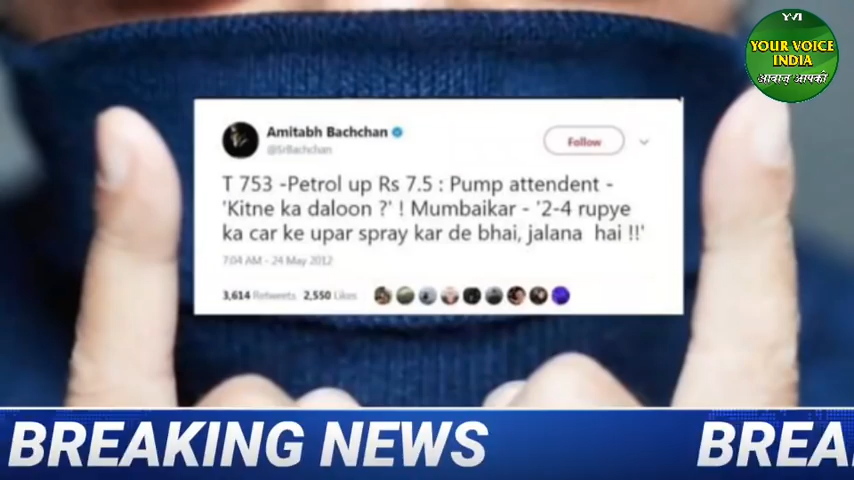 YVI
YOUR VOICE
INDIA
आवाज़ आपकी
Amitabh Bachchan
@SrBachchan
Follow
T 753 -Petrol up Rs 7.5 : Pump attendent -
'Kitne ka daloon ?' ! Mumbaikar - '2-4 rupye
ka car ke upar spray kar de bhai, jalana hai !!'
7:04 AM - 24 May 2012
3,614 Retweets 2,550 Likes
BREAKING NEWS
BREA